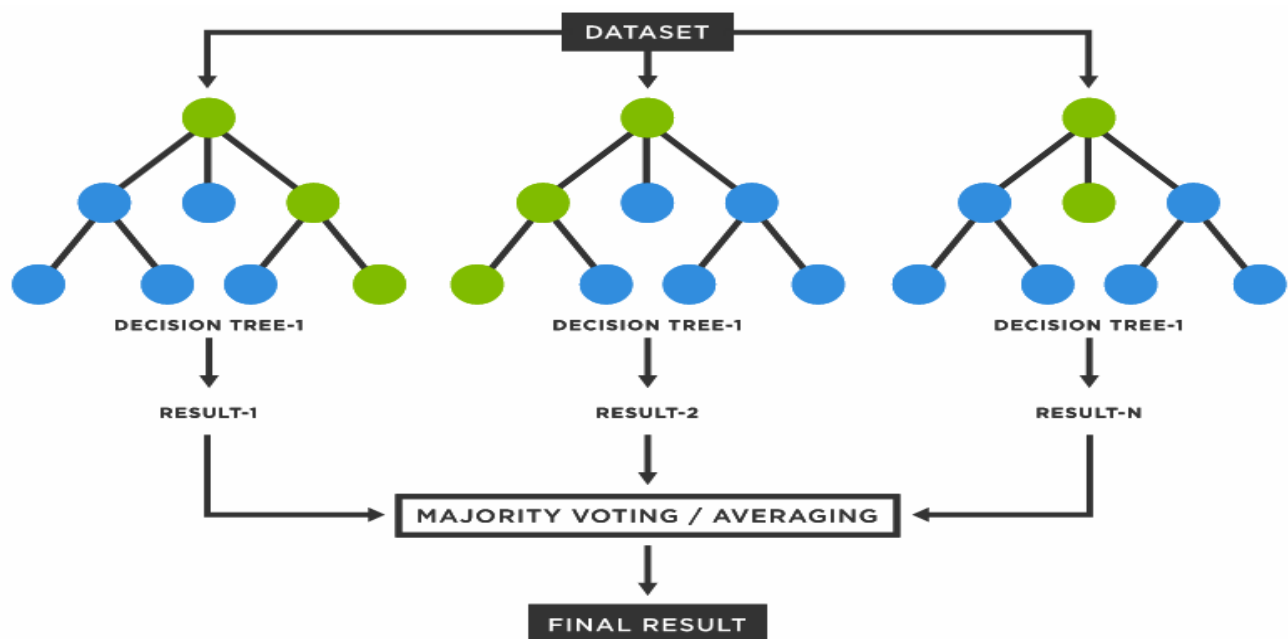 DATASET
DECISION TREE-1
DECISION TREE-1
DECISION TREE-1
RESULT-1
RESULT-2
RESULT-N
MAJORITY VOTING / AVERAGING
FINAL RESULT